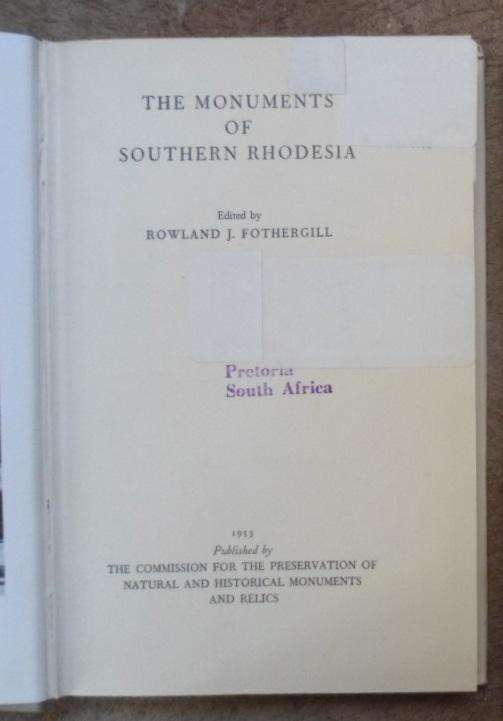 THE MONUMENTS
OF
SOUTHERN RHODESIA
Edited by
ROWLAND J. FOTHERGILL
Pretoria
South Africa
1953
Published by
THE COMMISSION FOR THE PRESERVATION OF
NATURAL AND HISTORICAL MONUMENTS
AND RELICS